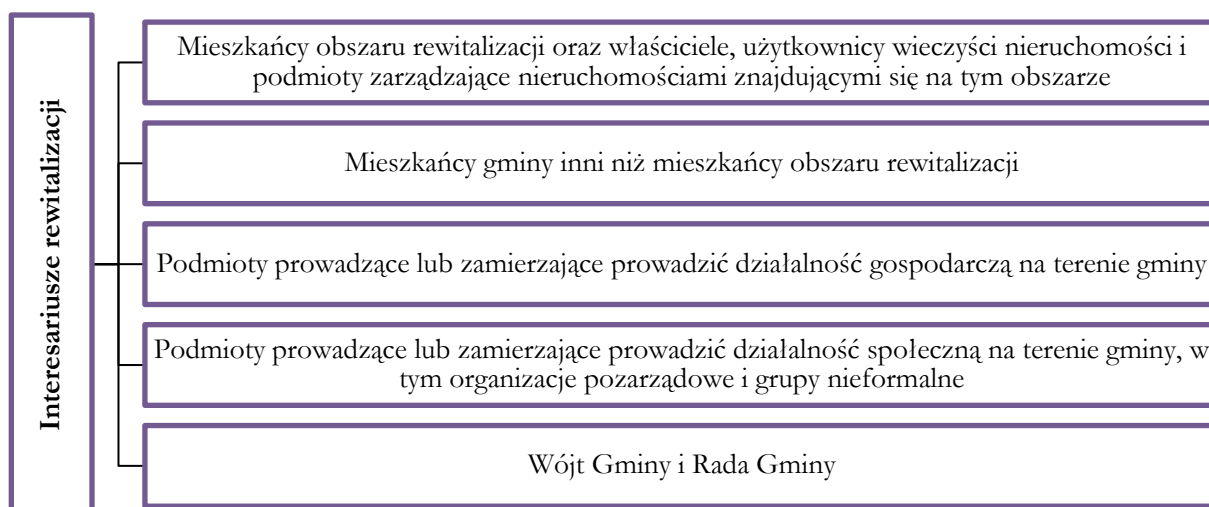 Interesariusze rewitalizacji
Mieszkańcy obszaru rewitalizacji oraz właściciele, użytkownicy wieczyści nieruchomości i
podmioty zarządzające nieruchomościami znajdującymi się na tym obszarze
Mieszkańcy gminy inni niż mieszkańcy obszaru rewitalizacji
Podmioty prowadzące lub zamierzające prowadzić działalność gospodarczą na terenie gminy
Podmioty prowadzące lub zamierzające prowadzić działalność społeczną na terenie gminy, w
tym organizacje pozarządowe i grupy nieformalne
Wójt Gminy i Rada Gminy